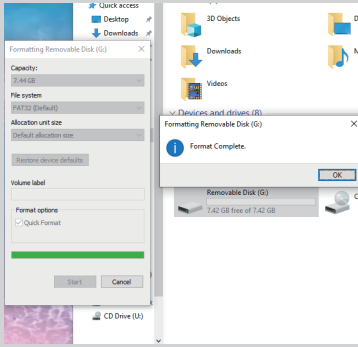 Quick access
Desktop
Downloads
3D Objects
Downloads
Videos
Devices and drives (8)
Formatting Removable Disk (G:)
Capacity:
7.44 GB
File system
FAT32 (Default)
Allocation unit size
Default allocation size
Restore device defaults
Volume label
Format options
Quick Format
Start
Cancel
Formatting Removable Disk (G:)
Format Complete.
OK
Removable Disk (G:)
7.42 GB free of 7.42 GB
CD Drive (U:)